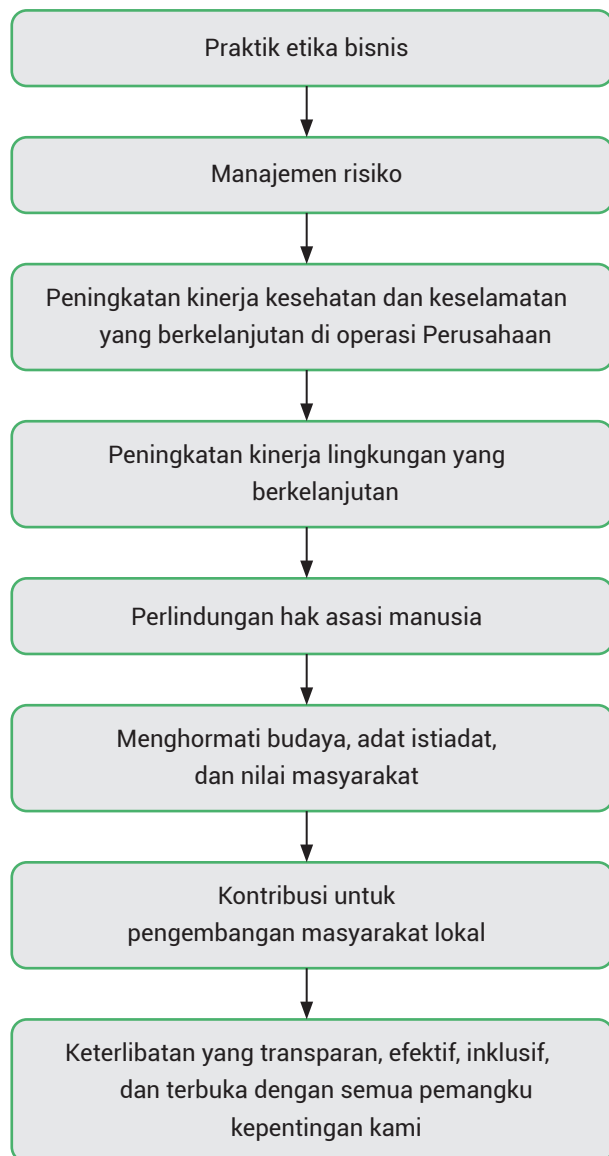 Praktik etika bisnis
Manajemen risiko
Peningkatan kinerja kesehatan dan keselamatan
yang berkelanjutan di operasi Perusahaan
Peningkatan kinerja lingkungan yang
berkelanjutan
Perlindungan hak asasi manusia
Menghormati budaya, adat istiadat,
dan nilai masyarakat
Kontribusi untuk
pengembangan masyarakat lokal
Keterlibatan yang transparan, efektif, inklusif,
dan terbuka dengan semua pemangku
kepentingan kami